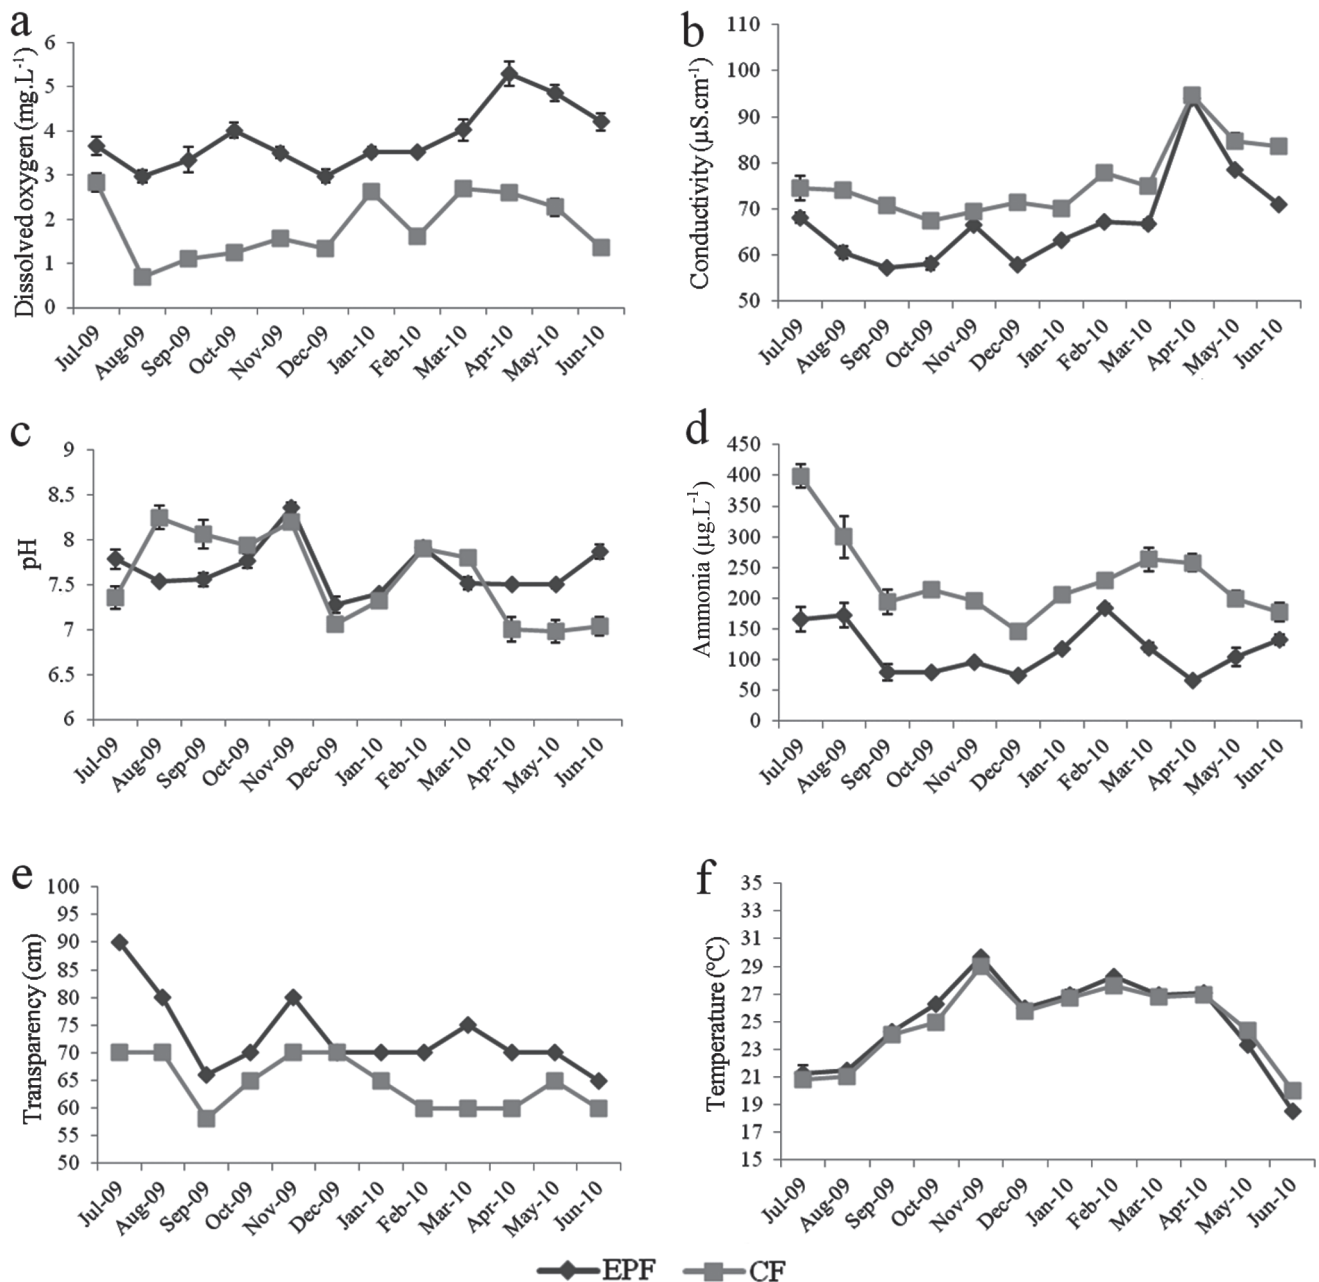 a
Dissolved oxygen (mg.L⁻¹)
6
5
4
3
2
1
0
Jul-09
Aug-09
Sep-09
Oct-09
Nov-09
Dec-09
Jan-10
Feb-10
Mar-10
Apr-10
May-10
Jun-10
b
Conductivity (µS.cm⁻¹)
110
100
90
80
70
60
50
Jul-09
Aug-09
Sep-09
Oct-09
Nov-09
Dec-09
Jan-10
Feb-10
Mar-10
Apr-10
May-10
Jun-10
c
pH
9
8.5
8
7.5
7
6.5
6
Jul-09
Aug-09
Sep-09
Oct-09
Nov-09
Dec-09
Jan-10
Feb-10
Mar-10
Apr-10
May-10
Jun-10
d
Ammonia (µg.L⁻¹)
450
400
350
300
250
200
150
100
50
0
Jul-09
Aug-09
Sep-09
Oct-09
Nov-09
Dec-09
Jan-10
Feb-10
Mar-10
Apr-10
May-10
Jun-10
e
Transparency (cm)
100
95
90
85
80
75
70
65
60
55
50
Jul-09
Aug-09
Sep-09
Oct-09
Nov-09
Dec-09
Jan-10
Feb-10
Mar-10
Apr-10
May-10
Jun-10
f
Temperature (°C)
35
33
31
29
27
25
23
21
19
17
15
Jul-09
Aug-09
Sep-09
Oct-09
Nov-09
Dec-09
Jan-10
Feb-10
Mar-10
Apr-10
May-10
Jun-10
EPF CF